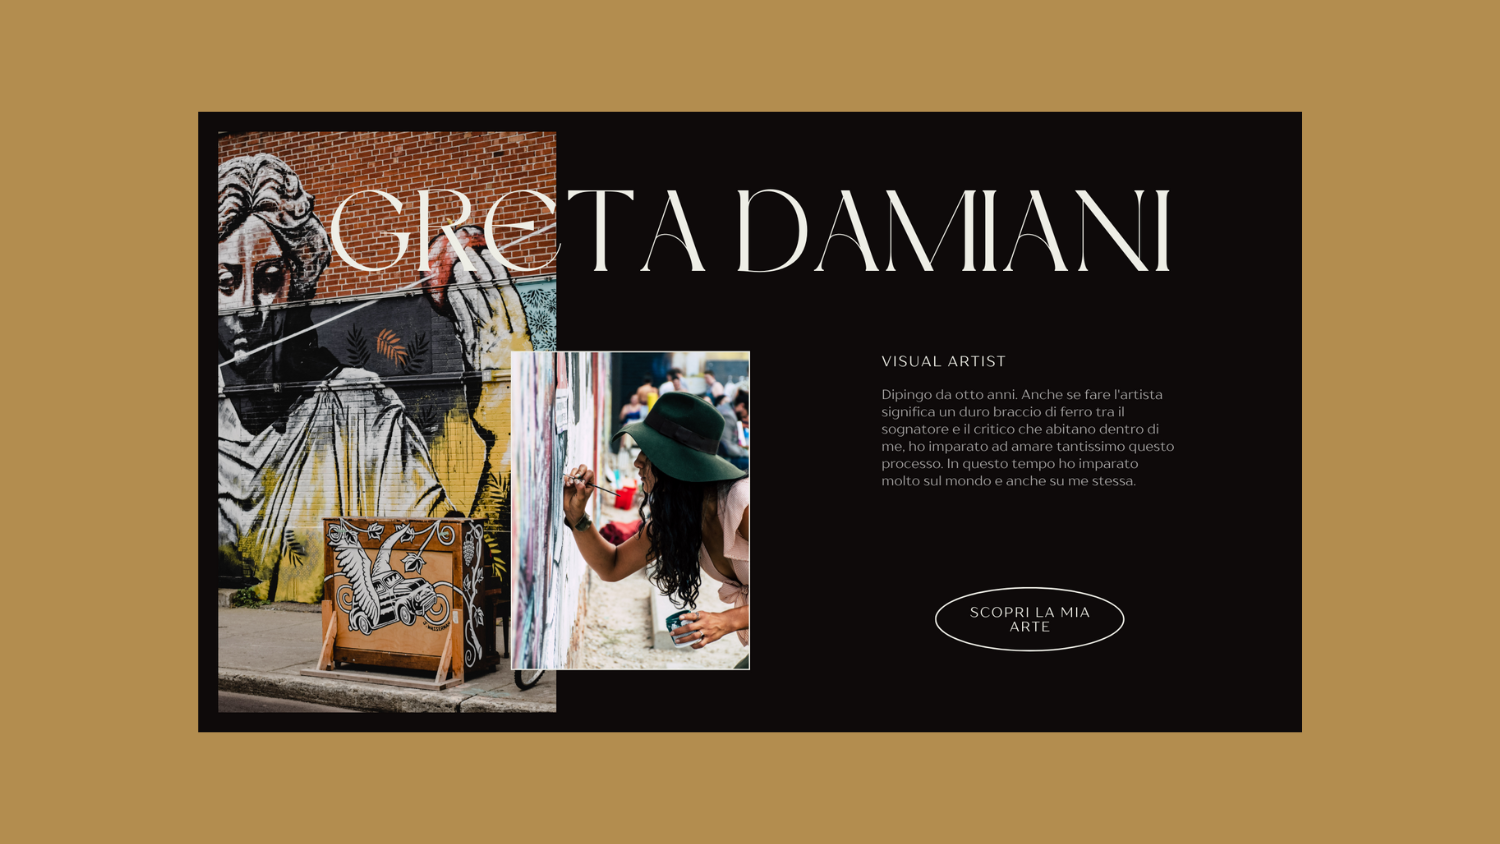 GRETA DAMIANI
VISUAL ARTIST
Dipingo da otto anni. Anche se fare l'artista
significa un duro braccio di ferro tra il
sognatore e il critico che abitano dentro di
me, ho imparato ad amare tantissimo questo
processo. In questo tempo ho imparato
molto sul mondo e anche su me stessa.
SCOPRI LA MIA
ARTE